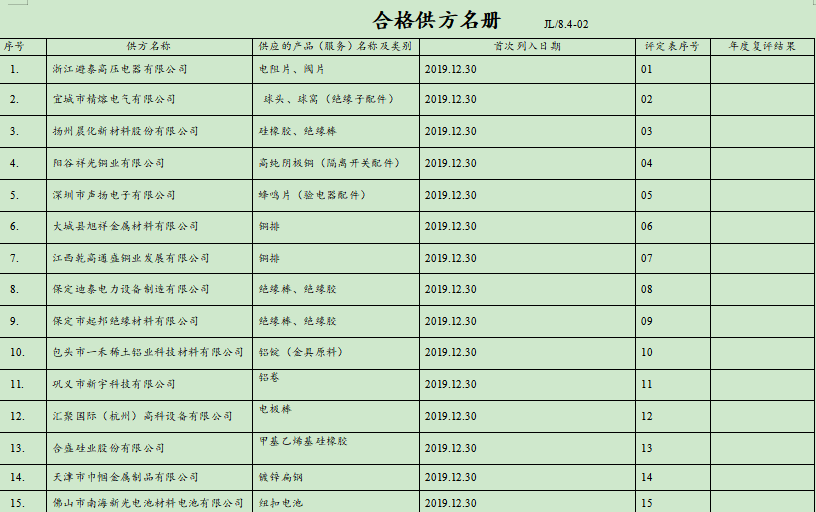 合格供方名册 JL/8.4-02
序号 供方名称 供应的产品（服务）名称及类别 首次列入日期 评定表序号 年度复评结果
1. 浙江避泰高压电器有限公司 电阻片、阀片 2019.12.30 01
2. 宜城市精熔电气有限公司 球头、球窝（绝缘子配件） 2019.12.30 02
3. 扬州晨化新材料股份有限公司 硅橡胶、绝缘棒 2019.12.30 03
4. 阳谷祥光铜业有限公司 高纯阴极铜（隔离开关配件） 2019.12.30 04
5. 深圳市声扬电子有限公司 蜂鸣片（验电器配件） 2019.12.30 05
6. 大城县旭祥金属材料有限公司 铜排 2019.12.30 06
7. 江西乾高通盛铜业发展有限公司 铜排 2019.12.30 07
8. 保定迪泰电力设备制造有限公司 绝缘棒、绝缘胶 2019.12.30 08
9. 保定市起邦绝缘材料有限公司 绝缘棒、绝缘胶 2019.12.30 09
10. 包头市一禾稀土铝业科技材料有限公司 铝锭（金具原料） 2019.12.30 10
11. 巩义市新宇科技有限公司 铝卷 2019.12.30 11
12. 汇聚国际（杭州）高科设备有限公司 电极棒 2019.12.30 12
13. 合盛硅业股份有限公司 甲基乙烯基硅橡胶 2019.12.30 13
14. 天津市巾帼金属制品有限公司 镀锌扁钢 2019.12.30 14
15. 佛山市南海新光电池材料电池有限公司 纽扣电池 2019.12.30 15